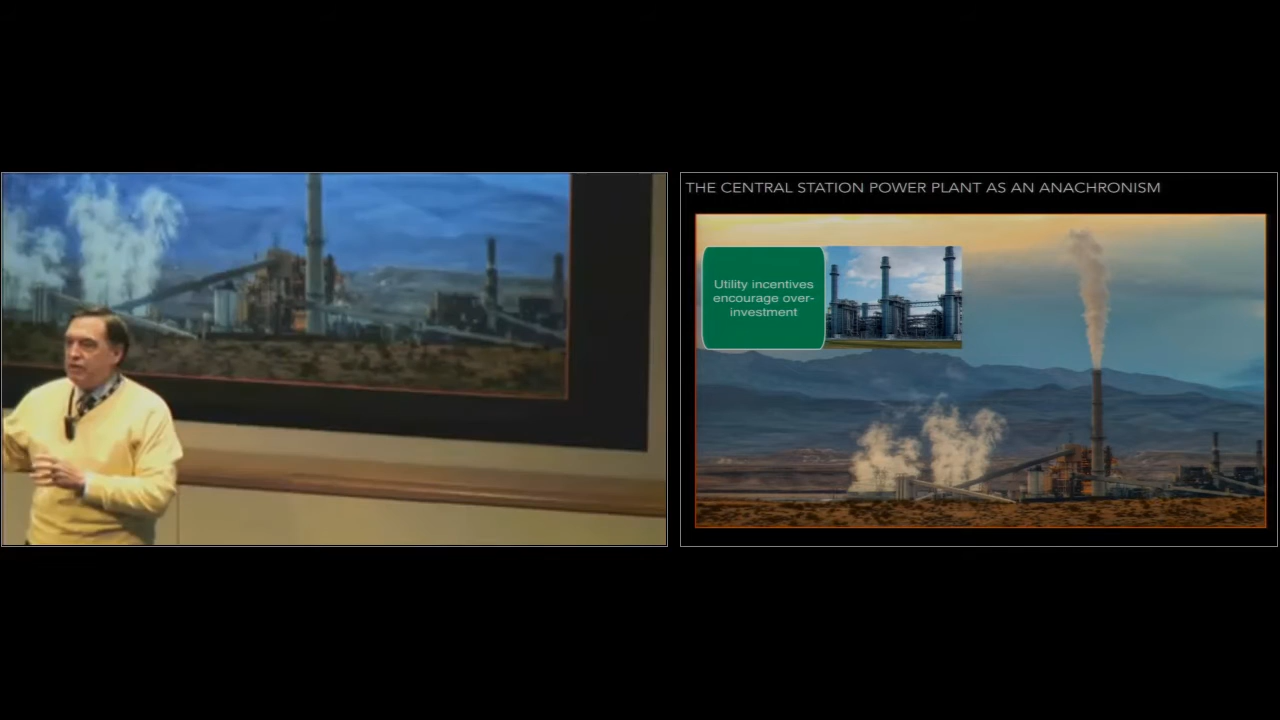 THE CENTRAL STATION POWER PLANT AS AN ANACHRONISM
Utility incentives
encourage over-
investment